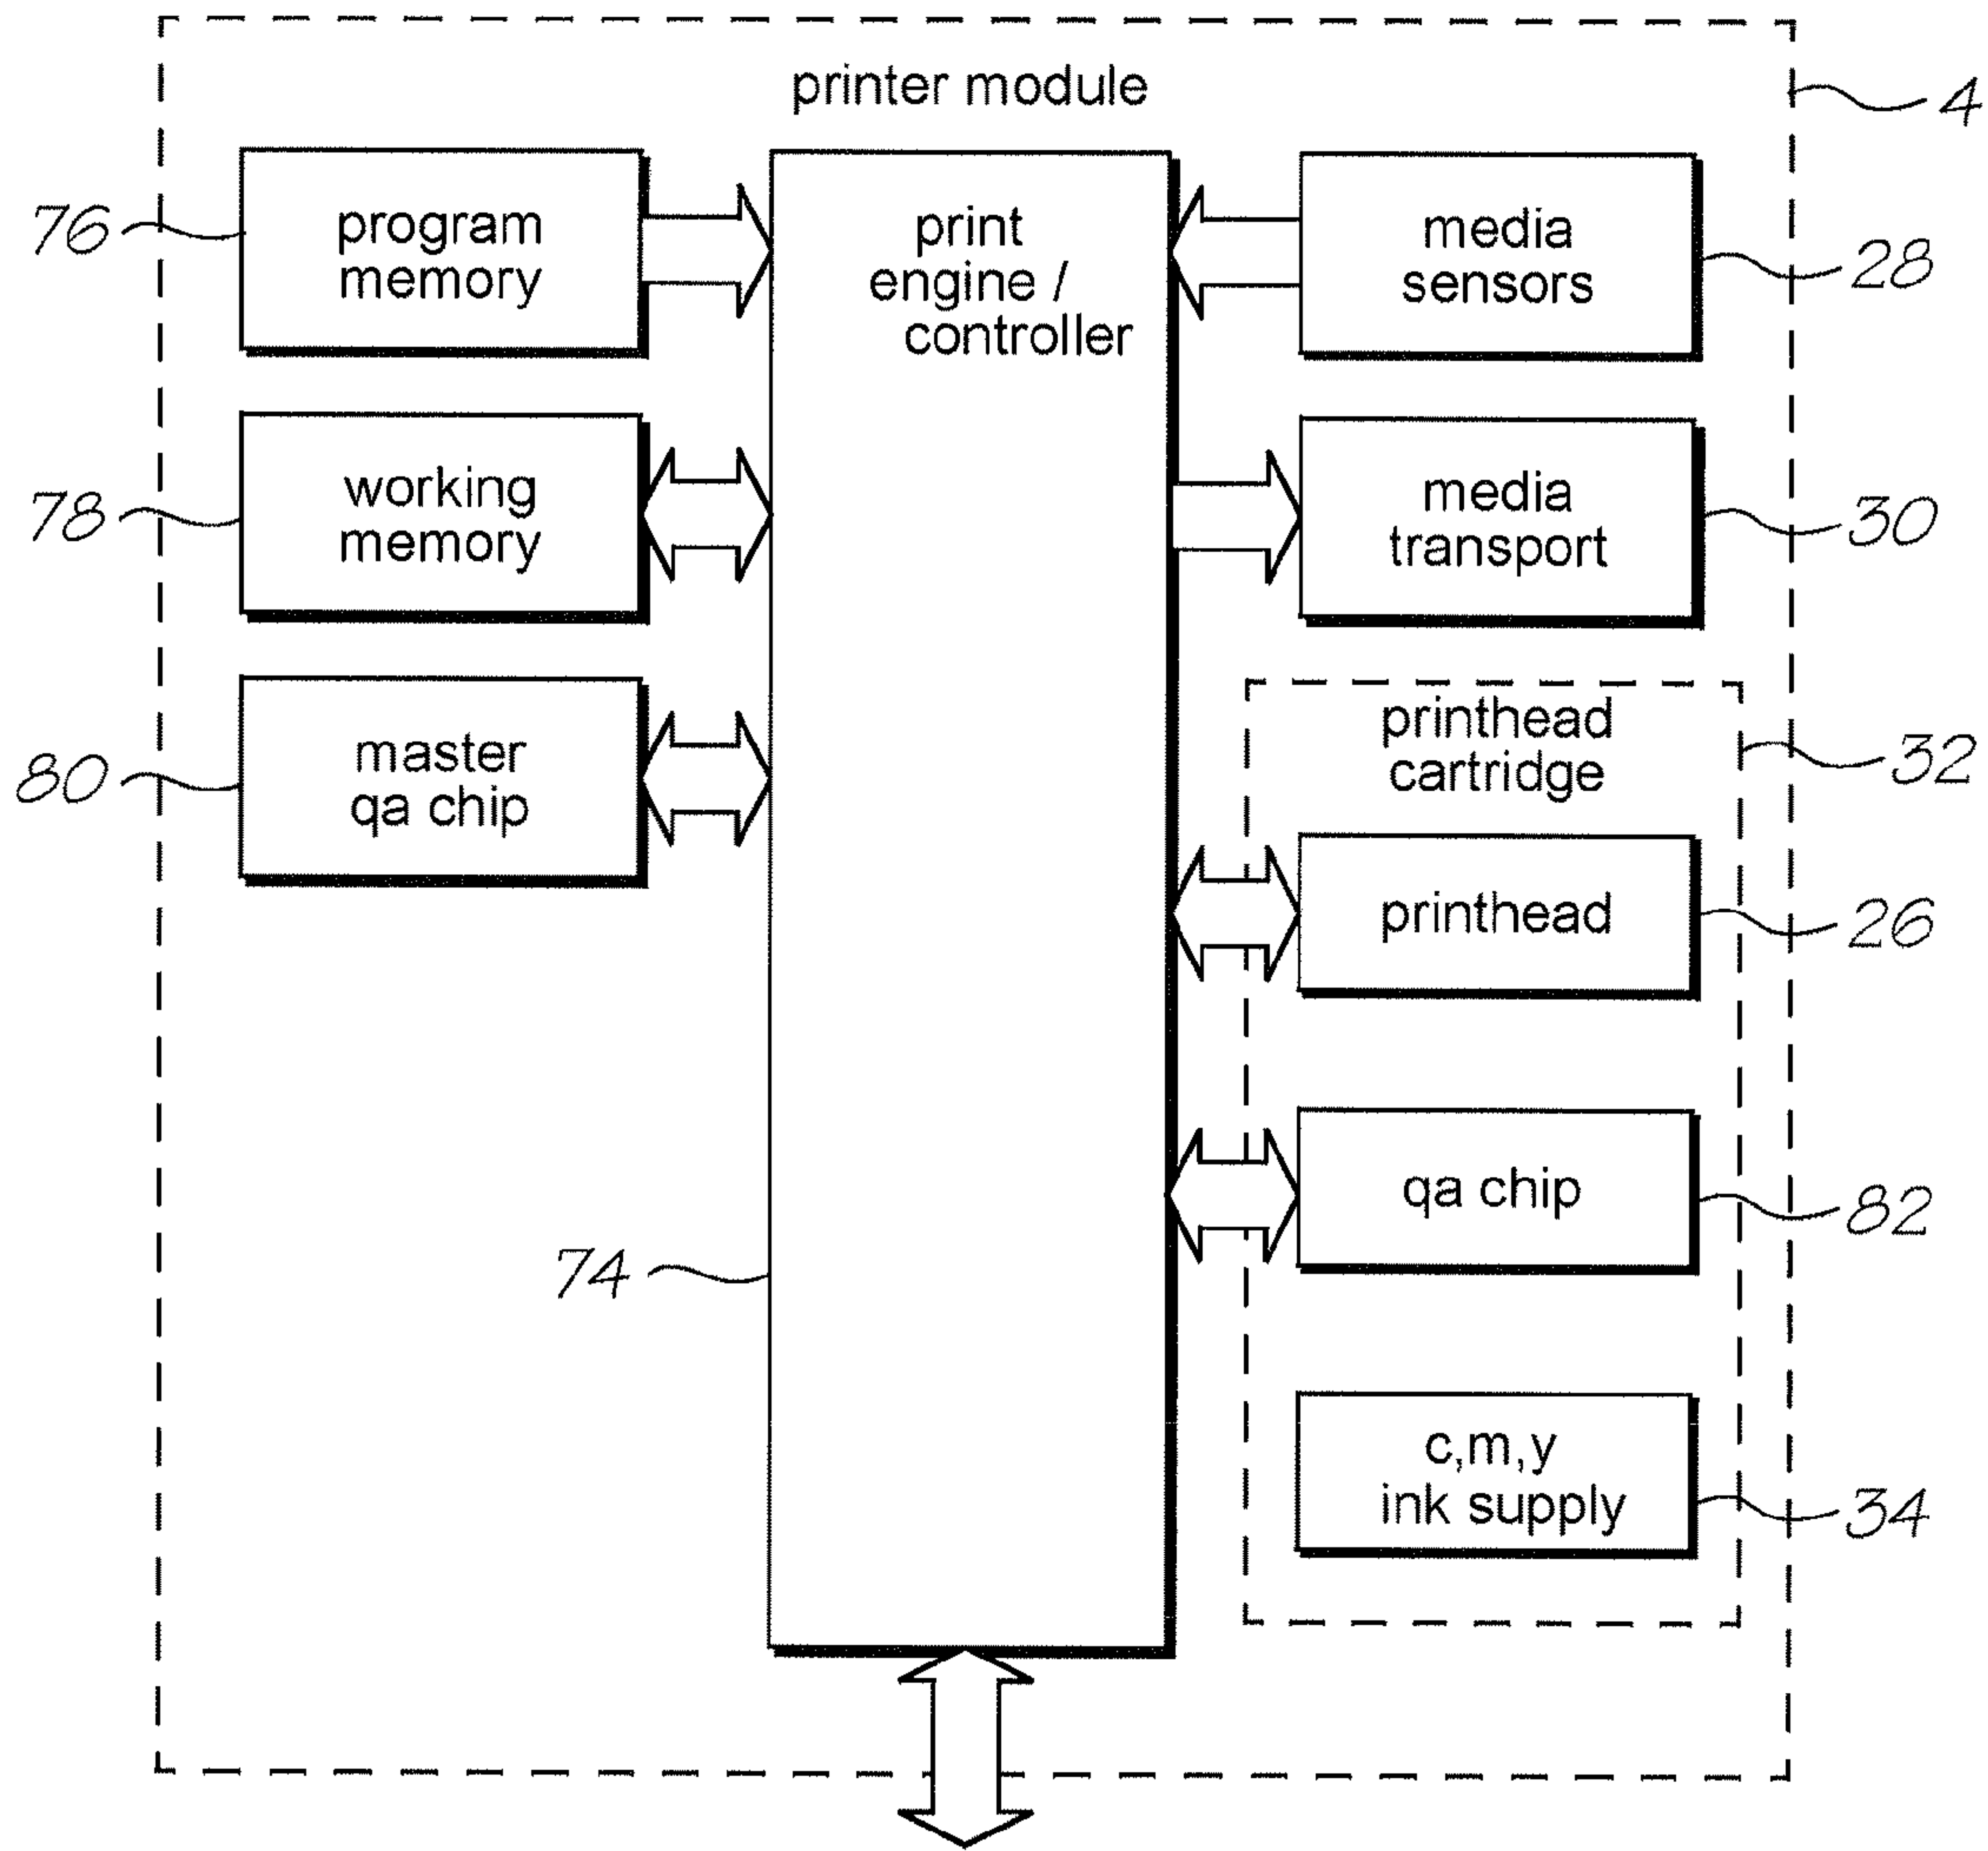 printer module
4
76
program
memory
print
engine /
controller
media
sensors
28
78
working
memory
media
transport
30
80
master
qa chip
printhead
cartridge
32
printhead
26
qa chip
82
74
c,m,y
ink supply
34